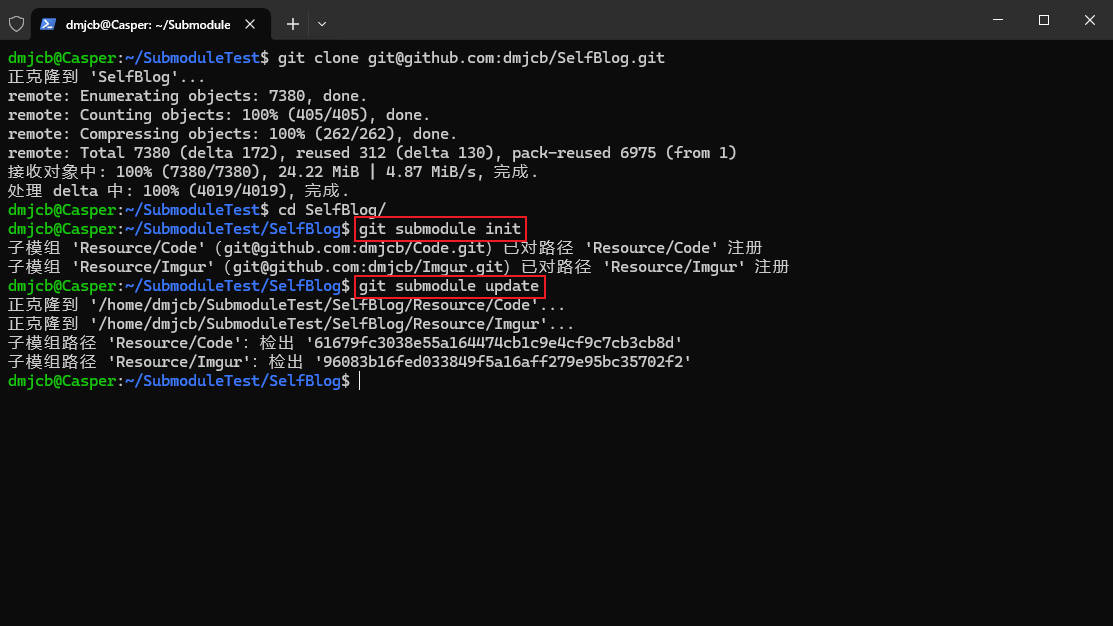 dmjcb@Casper: ~/Submodule
dmjcb@Casper:~/SubmoduleTest$ git clone git@github.com:dmjcb/SelfBlog.git
正克隆到 'SelfBlog'...
remote: Enumerating objects: 7380, done.
remote: Counting objects: 100% (405/405), done.
remote: Compressing objects: 100% (262/262), done.
remote: Total 7380 (delta 172), reused 312 (delta 130), pack-reused 6975 (from 1)
接收对象中: 100% (7380/7380), 24.22 MiB | 4.87 MiB/s, 完成.
处理 delta 中: 100% (4019/4019), 完成.
dmjcb@Casper:~/SubmoduleTest$ cd SelfBlog/
dmjcb@Casper:~/SubmoduleTest/SelfBlog$ git submodule init
子模组 'Resource/Code'（git@github.com:dmjcb/Code.git）已对路径 'Resource/Code' 注册
子模组 'Resource/Imgur'（git@github.com:dmjcb/Imgur.git）已对路径 'Resource/Imgur' 注册
dmjcb@Casper:~/SubmoduleTest/SelfBlog$ git submodule update
正克隆到 '/home/dmjcb/SubmoduleTest/SelfBlog/Resource/Code'...
正克隆到 '/home/dmjcb/SubmoduleTest/SelfBlog/Resource/Imgur'...
子模组路径 'Resource/Code'：检出 '61679fc3038e55a164474cb1c9e4cf9c7cb3cb8d'
子模组路径 'Resource/Imgur'：检出 '96083b16fed033849f5a16aff279e95bc35702f2'
dmjcb@Casper:~/SubmoduleTest/SelfBlog$